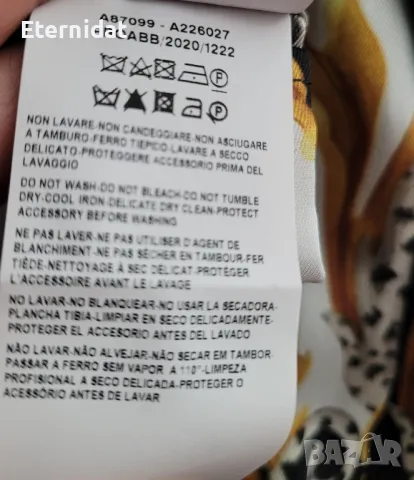 Eternidat
A87099 - A226027
ABB/2020/1222
NON LAVARE-NON CANDEGGIARE-NON ASCIUGARE
A TAMBURO-FERRO TIEPIDO-LAVARE A SECCO
DELICATO-PROTEGGERE ACCESSORIO PRIMA DEL
LAVAGGIO
DO NOT WASH-DO NOT BLEACH-DO NOT TUMBLE
DRY-COOL IRON-DELICATE DRY CLEAN-PROTECT
ACCESSORY BEFORE WASHING
NE PAS LAVER-NE PAS UTILISER D'AGENT DE
BLANCHIMENT-NE PAS SÉCHER EN TAMBOUR-FER
TIÈDE-NETTOYAGE À SEC DÉLICAT-PROTÉGER
L'ACCESSOIRE AVANT LE LAVAGE
NO LAVAR-NO BLANQUEAR-NO USAR LA SECADORA-
PLANCHA TIBIA-LIMPIAR EN SECO DELICADAMENTE-
PROTEGER EL ACCESORIO ANTES DEL LAVADO
NÃO LAVAR-NÃO ALVEJAR-NÃO SECAR EM TAMBOR-
PASSAR A FERRO SEM VAPOR A 110°-LIMPEZA
PROFISIONAL A SECO DELICADA-PROTEGER O
ACESSÓRIO ANTES DE LAVAR
BAZAR